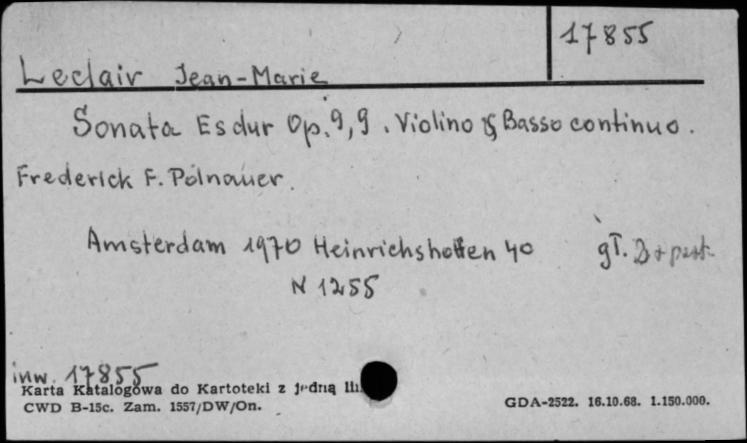 17855
Leclair Jean-Marie
Sonata Es dur Op. 9,9. Violino & Basso continuo.
Frederick F. Polnauer.
Amsterdam 1970 Heinrichshofen 40 gT.
N 1255
inw. 17855
Karta Katalogowa do Kartoteki z jedną
CWD B-15c. Zam. 1557/DW/On.
GDA-2522. 16.10.68. 1.150.000.